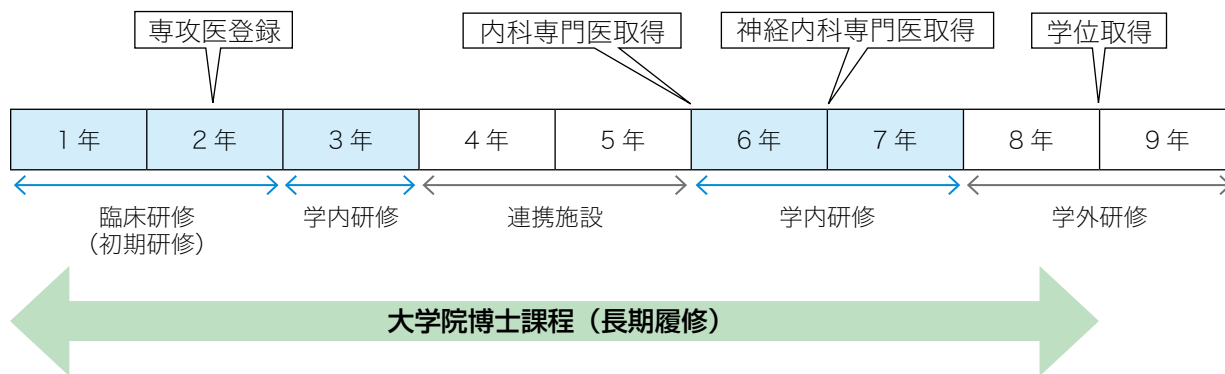 専攻医登録
内科専門医取得
神経内科専門医取得
学位取得
1年
2年
3年
4年
5年
6年
7年
8年
9年
臨床研修
（初期研修）
学内研修
連携施設
学内研修
学外研修
大学院博士課程（長期履修）